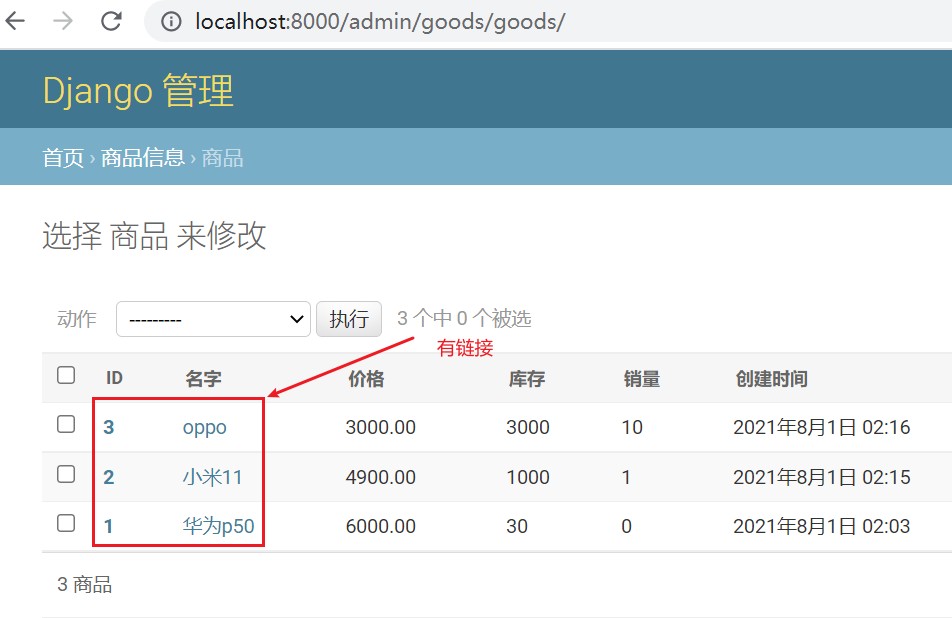 localhost:8000/admin/goods/goods/
Django 管理
首页 › 商品信息 › 商品
选择 商品 来修改
动作 --------- 执行 3 个中 0 个被选
有链接
ID 名字 价格 库存 销量 创建时间
3 oppo 3000.00 3000 10 2021年8月1日 02:16
2 小米11 4900.00 1000 1 2021年8月1日 02:15
1 华为p50 6000.00 30 0 2021年8月1日 02:03
3 商品